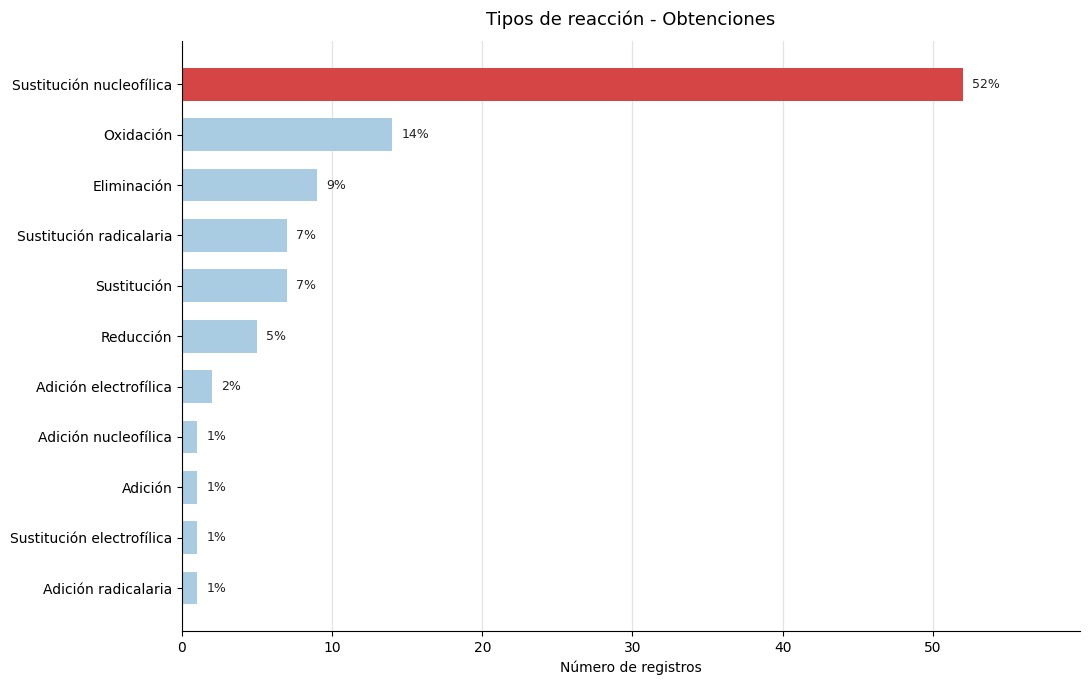 Tipos de reacción - Obtenciones
Sustitución nucleofílica 52%
Oxidación 14%
Eliminación 9%
Sustitución radicalaria 7%
Sustitución 7%
Reducción 5%
Adición electrofílica 2%
Adición nucleofílica 1%
Adición 1%
Sustitución electrofílica 1%
Adición radicalaria 1%
0 10 20 30 40 50
Número de registros